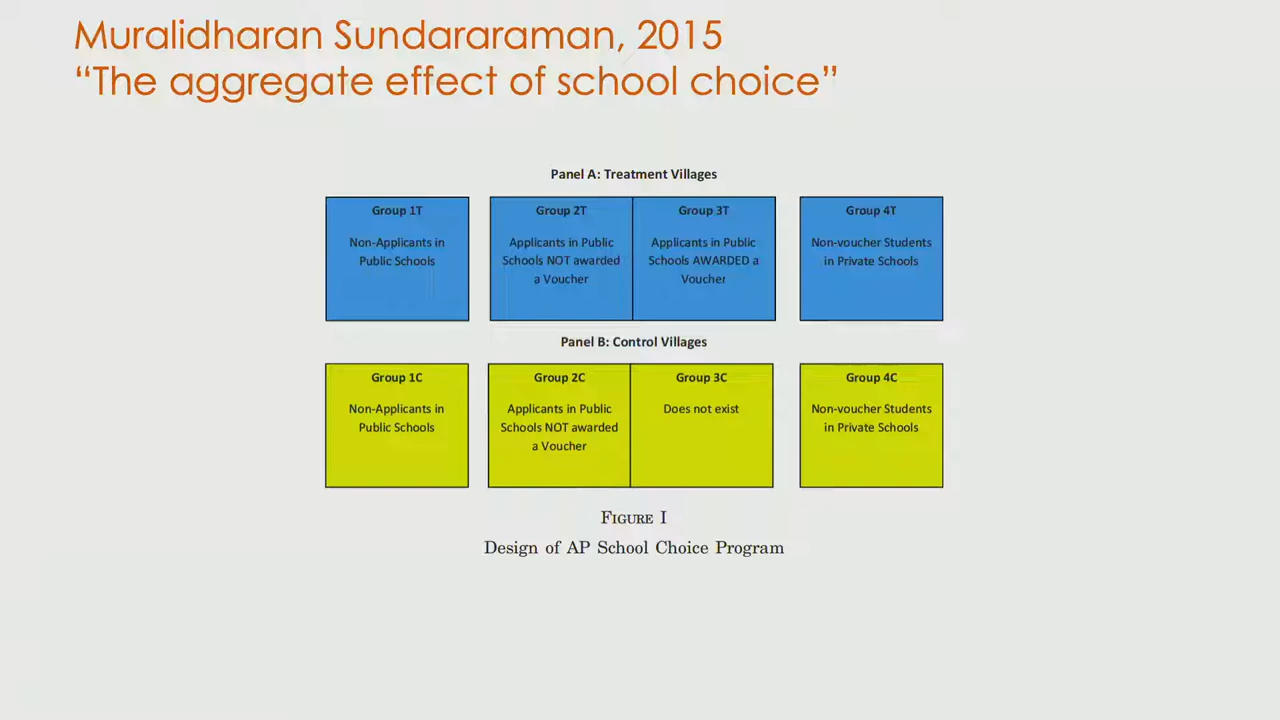 Muralidharan Sundararaman, 2015
“The aggregate effect of school choice”
Panel A: Treatment Villages
Group 1T
Non-Applicants in
Public Schools
Group 2T
Applicants in Public
Schools NOT awarded
a Voucher
Group 3T
Applicants in Public
Schools AWARDED a
Voucher
Group 4T
Non-voucher Students
in Private Schools
Panel B: Control Villages
Group 1C
Non-Applicants in
Public Schools
Group 2C
Applicants in Public
Schools NOT awarded
a Voucher
Group 3C
Does not exist
Group 4C
Non-voucher Students
in Private Schools
Figure I
Design of AP School Choice Program